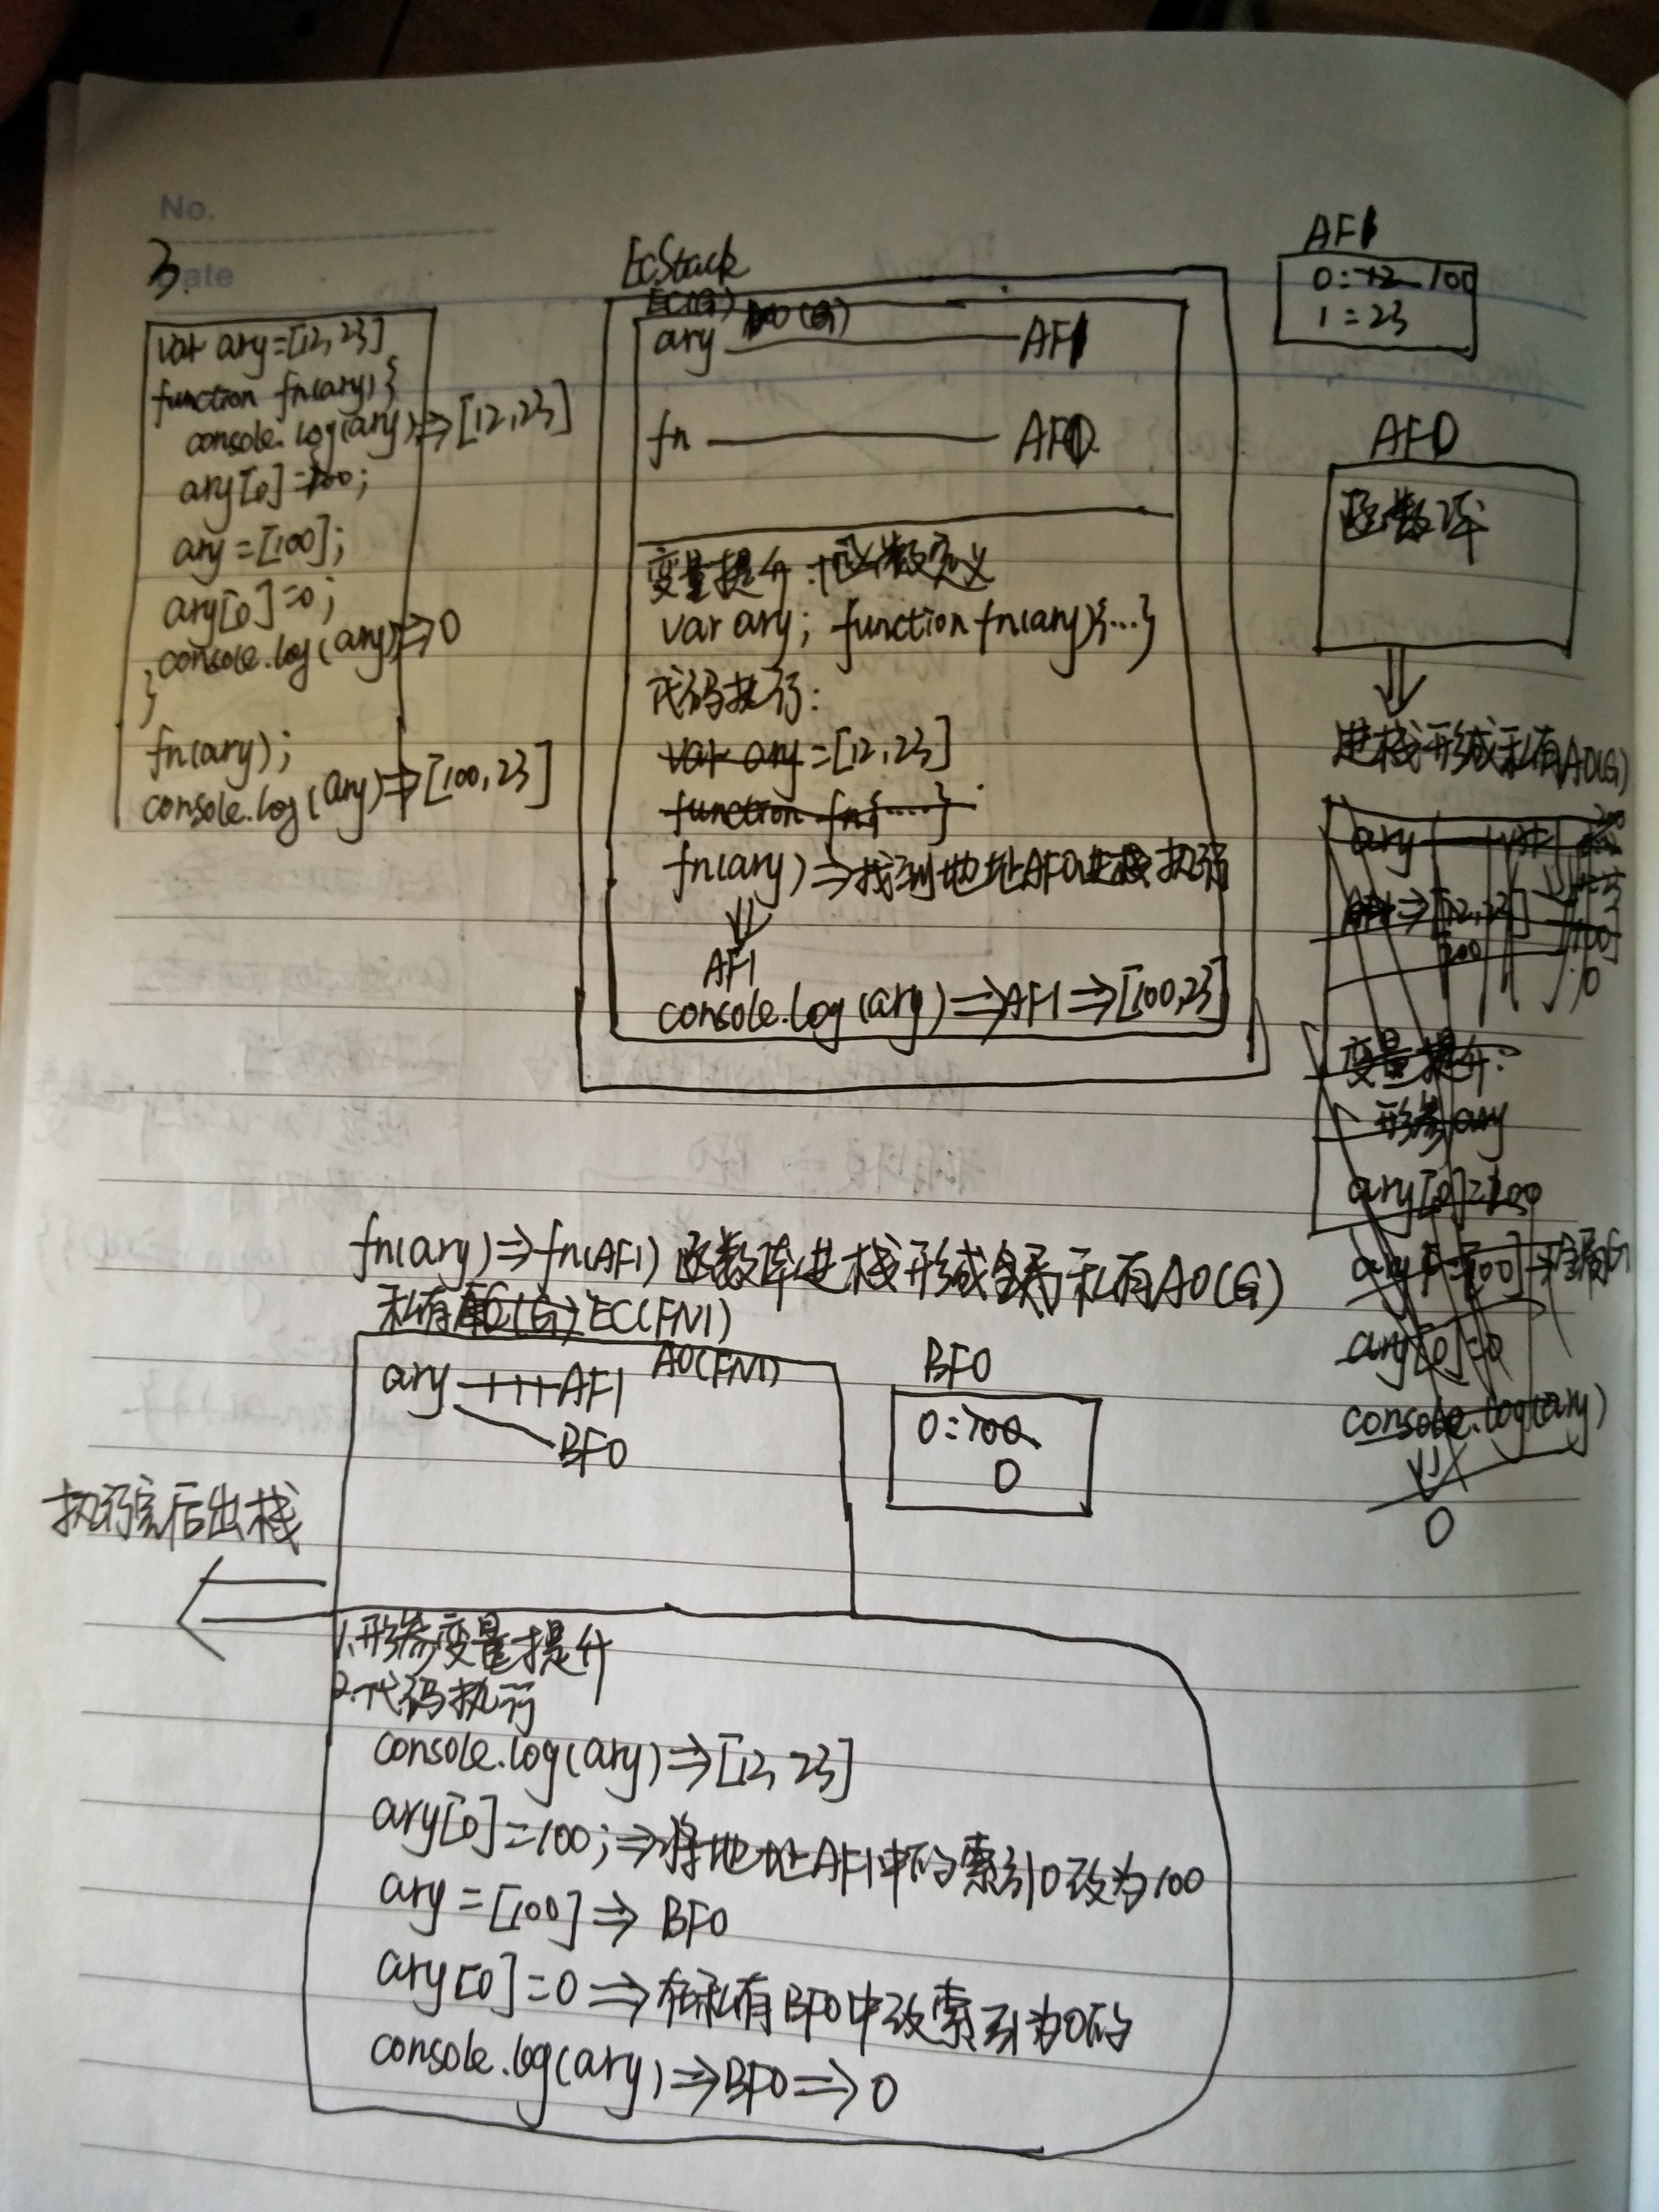 No.
Date
3.
var ary=[12,23]
function fn(ary){
console.log(ary)⇒[12,23]
ary[0]=100;
ary=[100];
ary[0]=0;
console.log(ary)⇒0
}
fn(ary);
console.log(ary)⇒[100,23]
EcStack
EC(G)
VO(G)
ary AF1
fn AF0
变量提升:函数定义
var ary; function fn(ary){...}
代码执行:
var ary=[12,23]
function fn{....}
fn(ary)⇒找到地址AF0进栈执行
AF1
console.log(ary)⇒AF1⇒[100,23]
AF1
0:12 100
1=23
AF0
函数库
进栈形成私有AO(G)
ary
AF1⇒[12,23]
100
0
变量提升:
形参ary
ary[0]=100
ary=[100]
ary[0]=0
console.log(ary)
0
fn(ary)⇒fn(AF1) 函数库进栈形成全局私有AO(G)
私有 (G) EC(FN1)
AO(FN1)
ary AF1
BF0
BF0
0:100
0
执行完后出栈
1.形参变量提升
2.代码执行
console.log(ary)⇒[12,23]
ary[0]=100;⇒将地址AF1中的索引0改为100
ary=[100]⇒BF0
ary[0]=0⇒在私有BF0中改索引为0的
console.log(ary)⇒BF0⇒0